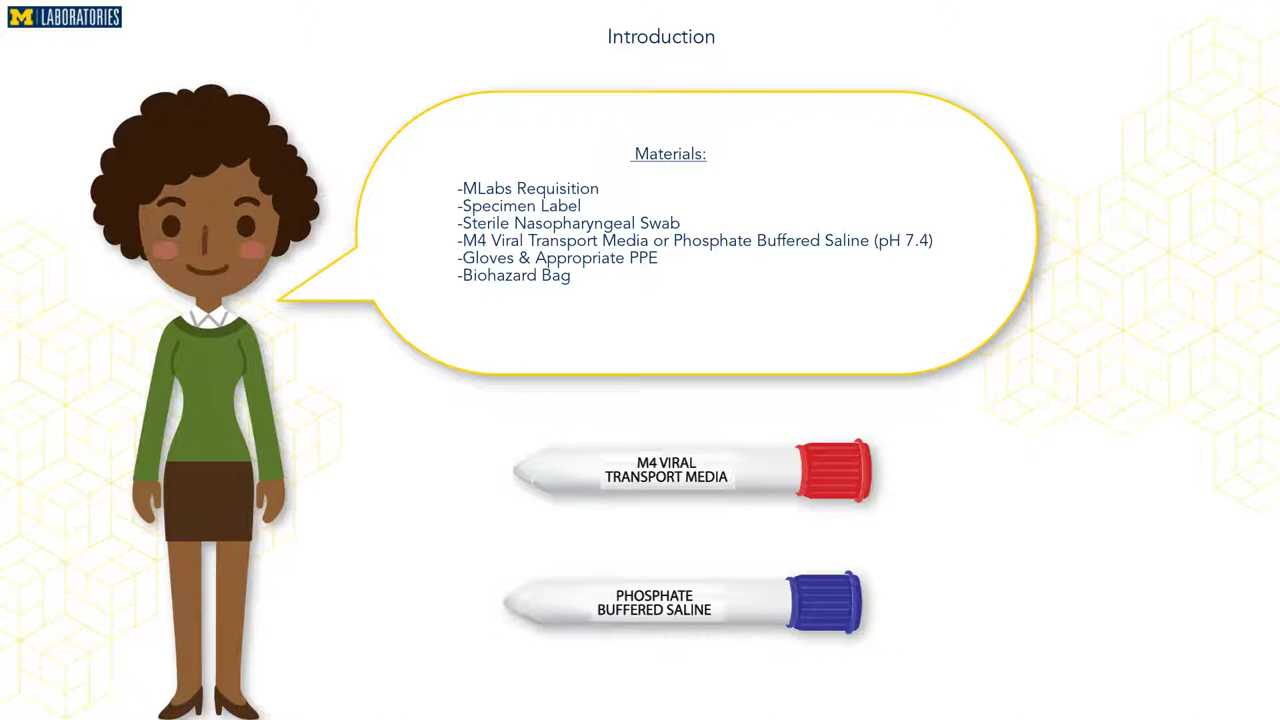 M LABORATORIES
Introduction
Materials:
-MLabs Requisition
-Specimen Label
-Sterile Nasopharyngeal Swab
-M4 Viral Transport Media or Phosphate Buffered Saline (pH 7.4)
-Gloves & Appropriate PPE
-Biohazard Bag
M4 VIRAL
TRANSPORT MEDIA
PHOSPHATE
BUFFERED SALINE